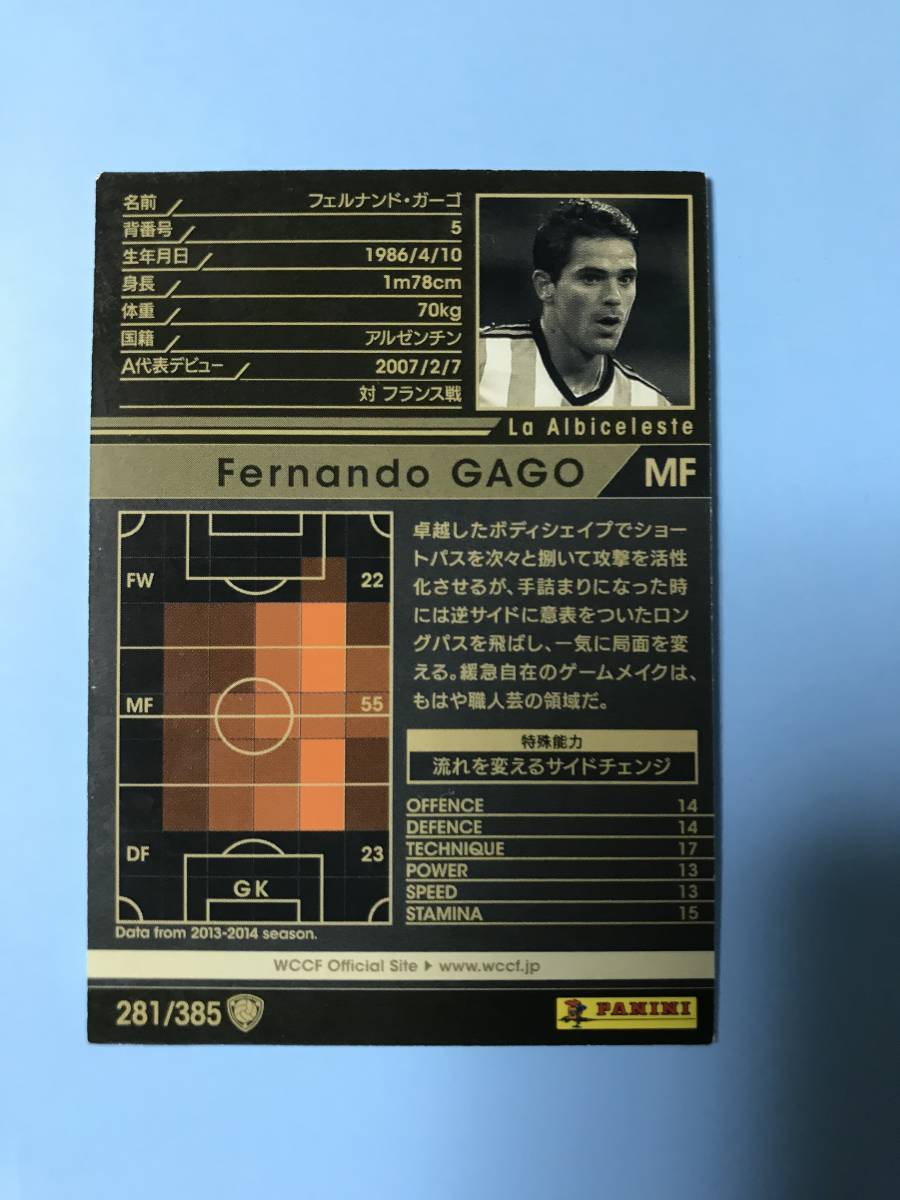 名前 フェルナンド・ガーゴ
背番号 5
生年月日 1986/4/10
身長 1m78cm
体重 70kg
国籍 アルゼンチン
A代表デビュー 2007/2/7
対 フランス戦
La Albiceleste
Fernando GAGO MF
FW 22
MF 55
DF 23
GK
Data from 2013-2014 season.
卓越したボディシェイプでショー
トパスを次々と捌いて攻撃を活性
化させるが、手詰まりになった時
には逆サイドに意表をついたロン
グパスを飛ばし、一気に局面を変
える。緩急自在のゲームメイクは、
もはや職人芸の領域だ。
特殊能力
流れを変えるサイドチェンジ
OFFENCE 14
DEFENCE 14
TECHNIQUE 17
POWER 13
SPEED 13
STAMINA 15
WCCF Official Site ▶ www.wccf.jp
281/385
PANINI